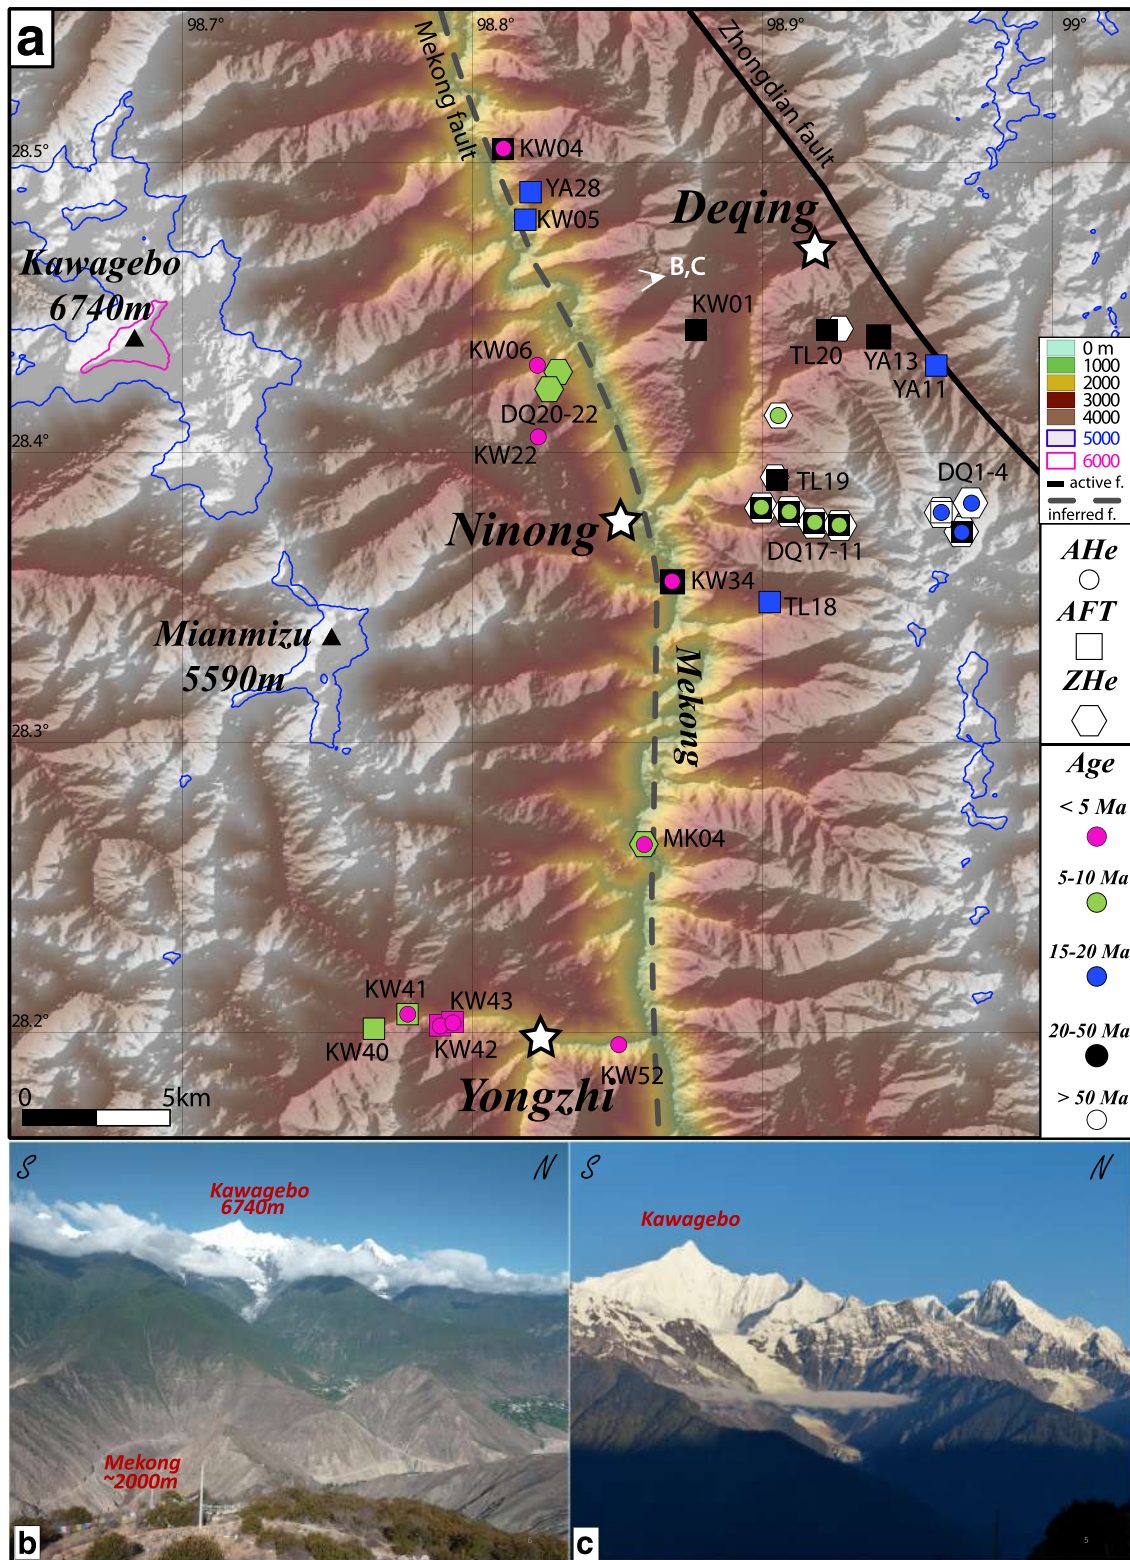 a
98.7°
98.8°
98.9°
99°
Mekong fault
Zhongdian fault
28.5°
KW04
YA28
KW05
Deqing
B,C
Kawagebo
6740m
KW01
KW06
TL20
YA13
YA11
DQ20-22
KW22
28.4°
0 m
1000
2000
3000
4000
5000
6000
active f.
inferred f.
TL19
DQ1-4
Ninong
DQ17-11
KW34
TL18
Mianmizu
5590m
Mekong
28.3°
AHe
AFT
ZHe
Age
< 5 Ma
5-10 Ma
15-20 Ma
20-50 Ma
> 50 Ma
MK04
KW41
KW43
28.2°
KW40
KW42
KW52
Yongzhi
0
5km
S
N
Kawagebo
6740m
Mekong
~2000m
b
6
S
N
Kawagebo
c
5